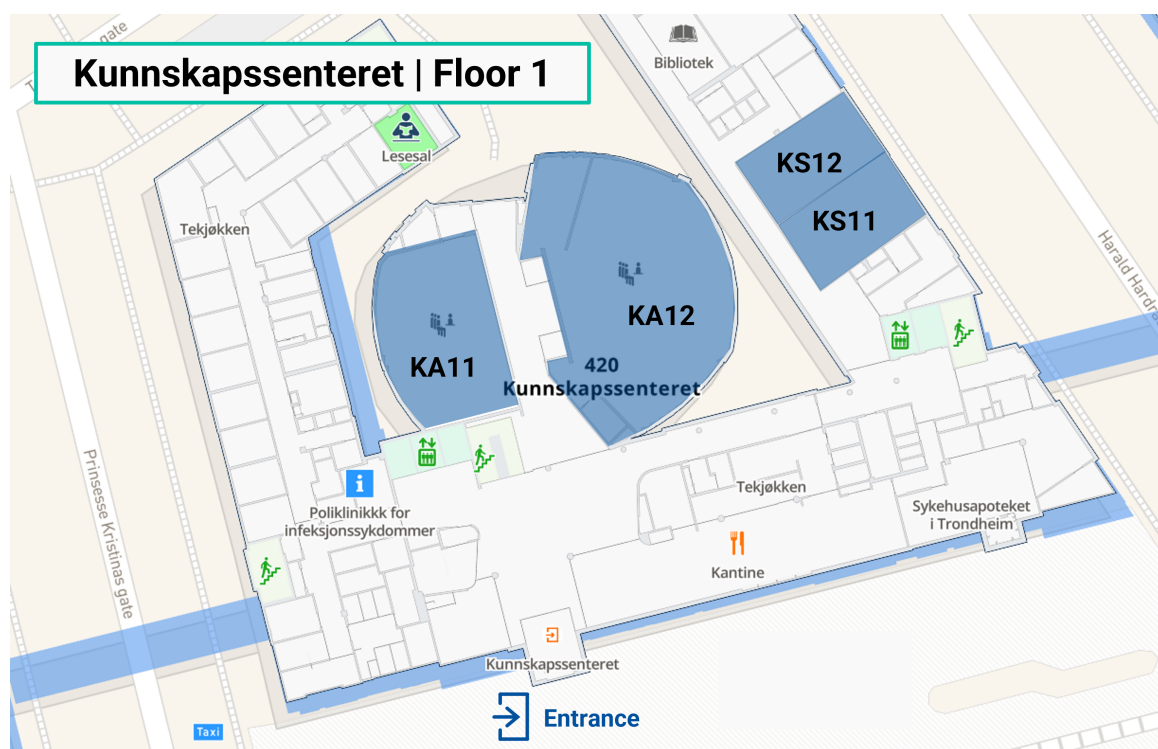 gate
Kunnskapssenteret | Floor 1
Bibliotek
Lesesal
KS12
KS11
Tekjøkken
Harald Hardr
KA12
KA11
420
Kunnskapssenteret
Prinsesse Kristinas gate
Poliklinikkk for
infeksjonssykdommer
Tekjøkken
Sykehusapoteket
i Trondheim
Kantine
Kunnskapssenteret
Entrance
Taxi